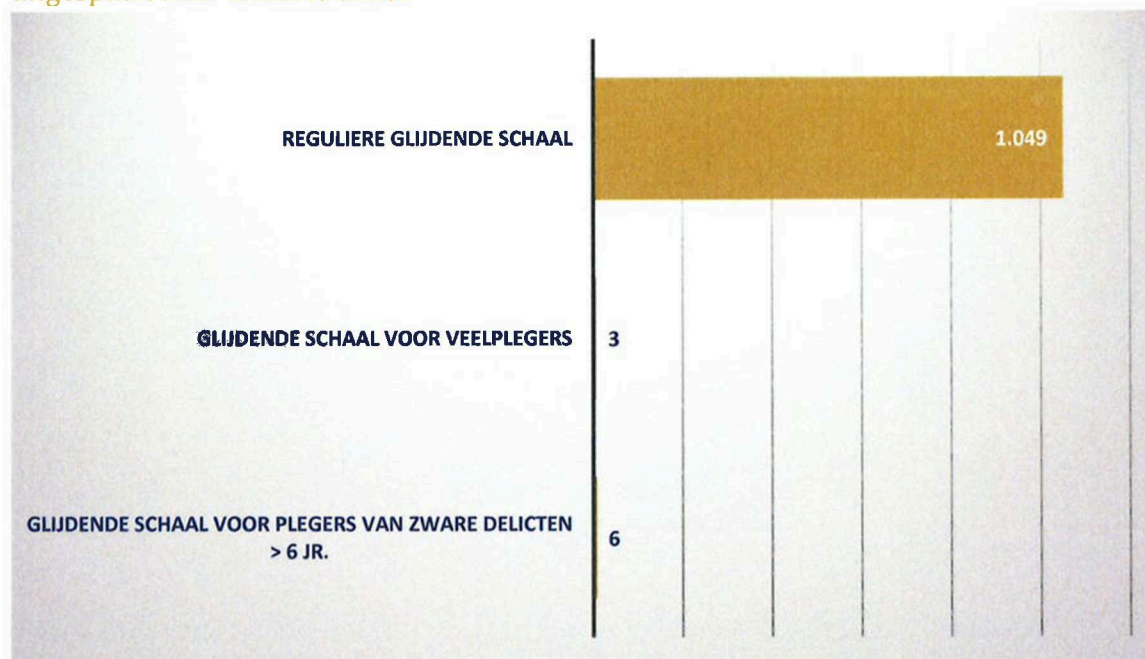 REGULIERE GLIJDENDE SCHAAL
1.049
GLIJDENDE SCHAAL VOOR VEELPLEGERS
3
GLIJDENDE SCHAAL VOOR PLEGERS VAN ZWARE DELICTEN
> 6 JR.
6